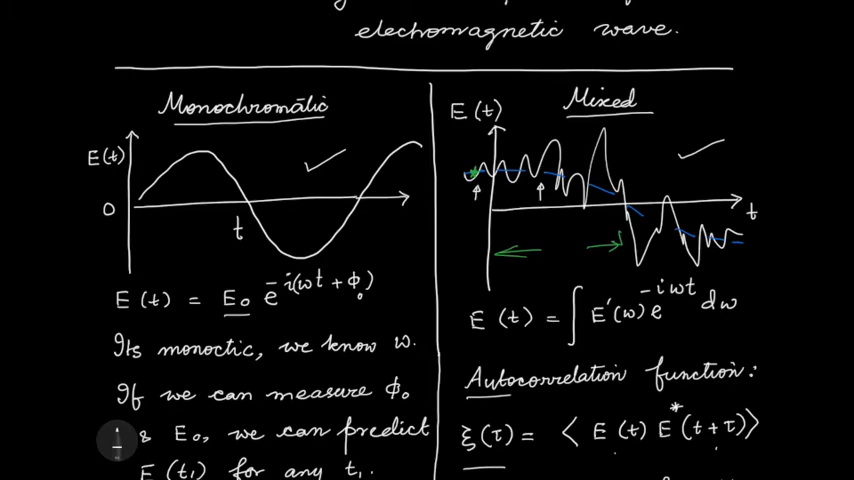 electromagnetic wave.
Monochromatic
E(t)
0
t
E(t) = E₀ e^{-i(ωt + ϕ₀)}
Its monoctic, we know ω.
If we can measure ϕ₀
& E₀, we can predict
E(t₁) for any t₁.
Mixed
E(t)
t
E(t) = ∫ E'(ω) e^{-iωt} dω
Autocorrelation function:
ξ(τ) = ⟨ E(t) E*(t+τ) ⟩